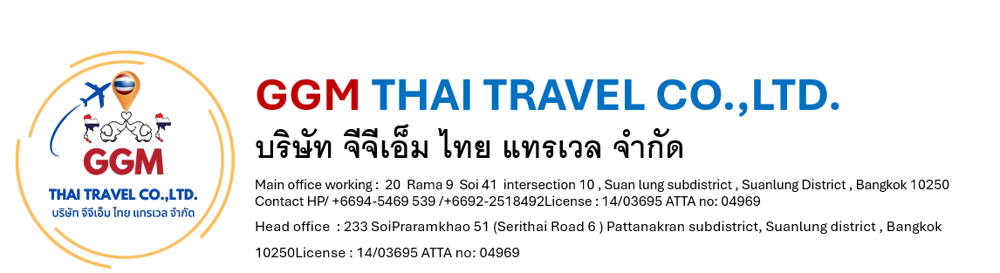 GGM
THAI TRAVEL CO.,LTD.
บริษัท จีจีเอ็ม ไทย แทรเวล จำกัด
GGM THAI TRAVEL CO.,LTD.
บริษัท จีจีเอ็ม ไทย แทรเวล จำกัด
Main office working : 20 Rama 9 Soi 41 intersection 10 , Suan lung subdistrict , Suanlung District , Bangkok 10250
Contact HP/ +6694-5469 539 /+6692-2518492License : 14/03695 ATTA no: 04969
Head office : 233 SoiPraramkhao 51 (Serithai Road 6 ) Pattanakran subdistrict, Suanlung district , Bangkok
10250License : 14/03695 ATTA no: 04969